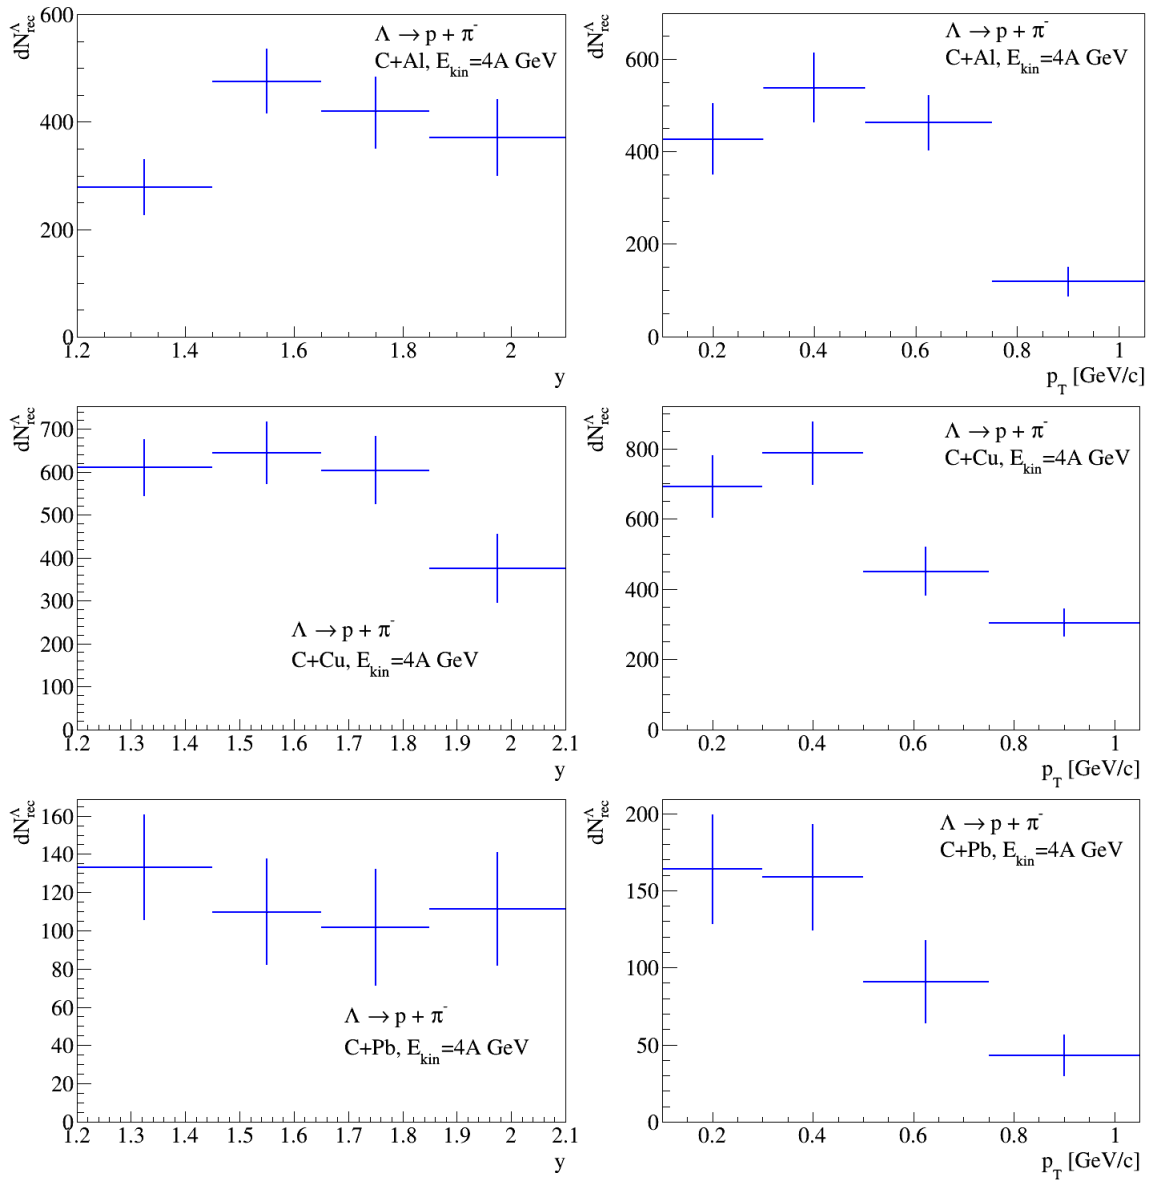 dN^Λ_rec
600
400
200
0
Λ → p + π⁻
C+Al, E_kin=4A GeV
1.2 1.4 1.6 1.8 2
y
dN^Λ_rec
600
400
200
0
Λ → p + π⁻
C+Al, E_kin=4A GeV
0.2 0.4 0.6 0.8 1
p_T [GeV/c]
dN^Λ_rec
700
600
500
400
300
200
100
0
Λ → p + π⁻
C+Cu, E_kin=4A GeV
1.2 1.3 1.4 1.5 1.6 1.7 1.8 1.9 2 2.1
y
dN^Λ_rec
800
600
400
200
0
Λ → p + π⁻
C+Cu, E_kin=4A GeV
0.2 0.4 0.6 0.8 1
p_T [GeV/c]
dN^Λ_rec
160
140
120
100
80
60
40
20
0
Λ → p + π⁻
C+Pb, E_kin=4A GeV
1.2 1.3 1.4 1.5 1.6 1.7 1.8 1.9 2 2.1
y
dN^Λ_rec
200
150
100
50
0
Λ → p + π⁻
C+Pb, E_kin=4A GeV
0.2 0.4 0.6 0.8 1
p_T [GeV/c]